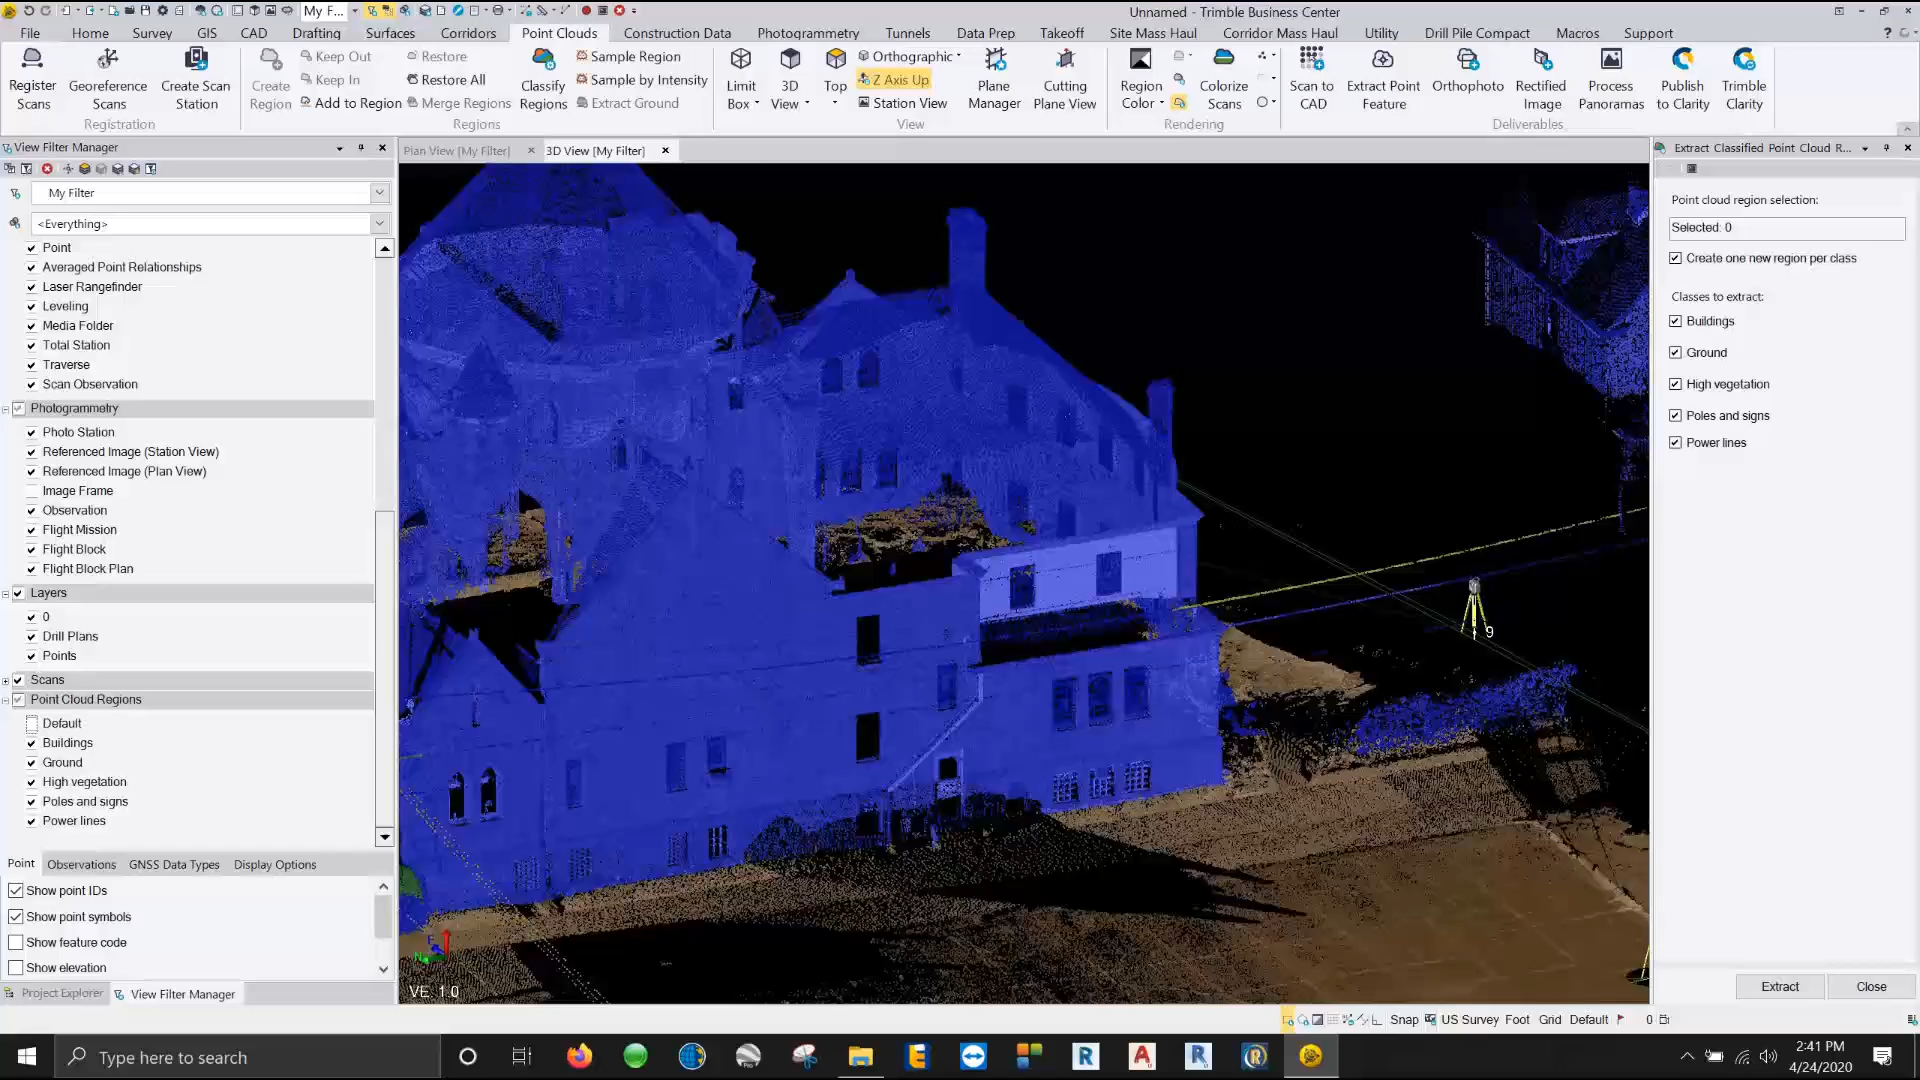 My F...
Unnamed - Trimble Business Center
File Home Survey GIS CAD Drafting Surfaces Corridors Point Clouds Construction Data Photogrammetry Tunnels Data Prep Takeoff Site Mass Haul Corridor Mass Haul Utility Drill Pile Compact Macros Support
Register Scans
Georeference Scans
Create Scan Station
Registration
Create Region
Keep Out
Keep In
Add to Region
Restore
Restore All
Merge Regions
Classify Regions
Sample Region
Sample by Intensity
Extract Ground
Regions
Limit Box
3D View
Top
Orthographic
Z Axis Up
Station View
Plane Manager
Cutting Plane View
View
Region Color
Colorize Scans
Rendering
Scan to CAD
Extract Point Feature
Orthophoto
Rectified Image
Process Panoramas
Publish to Clarity
Trimble Clarity
Deliverables
View Filter Manager
My Filter
<Everything>
Point
Averaged Point Relationships
Laser Rangefinder
Leveling
Media Folder
Total Station
Traverse
Scan Observation
Photogrammetry
Photo Station
Referenced Image (Station View)
Referenced Image (Plan View)
Image Frame
Observation
Flight Mission
Flight Block
Flight Block Plan
Layers
0
Drill Plans
Points
Scans
Point Cloud Regions
Default
Buildings
Ground
High vegetation
Poles and signs
Power lines
Point Observations GNSS Data Types Display Options
Show point IDs
Show point symbols
Show feature code
Show elevation
Project Explorer View Filter Manager
Plan View [My Filter] 3D View [My Filter]
9
VE: 1.0
Extract Classified Point Cloud R...
Point cloud region selection:
Selected: 0
Create one new region per class
Classes to extract:
Buildings
Ground
High vegetation
Poles and signs
Power lines
Extract Close
Snap US Survey Foot Grid Default 0
Type here to search
2:41 PM
4/24/2020